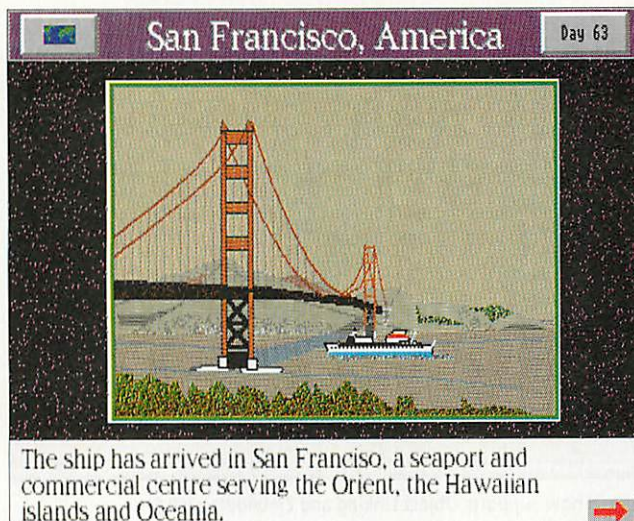 San Francisco, America
Day 63
The ship has arrived in San Franciso, a seaport and
commercial centre serving the Orient, the Hawaiian
islands and Oceania.